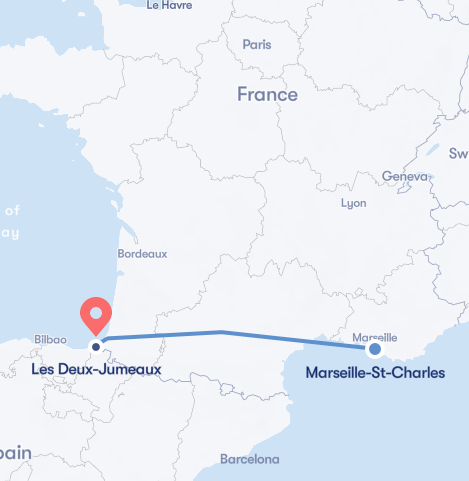 Le Havre
Paris
France
Sw
Geneva
Lyon
of
ay
Bordeaux
Bilbao
Marseille
Les Deux-Jumeaux
Marseille-St-Charles
pain
Barcelona